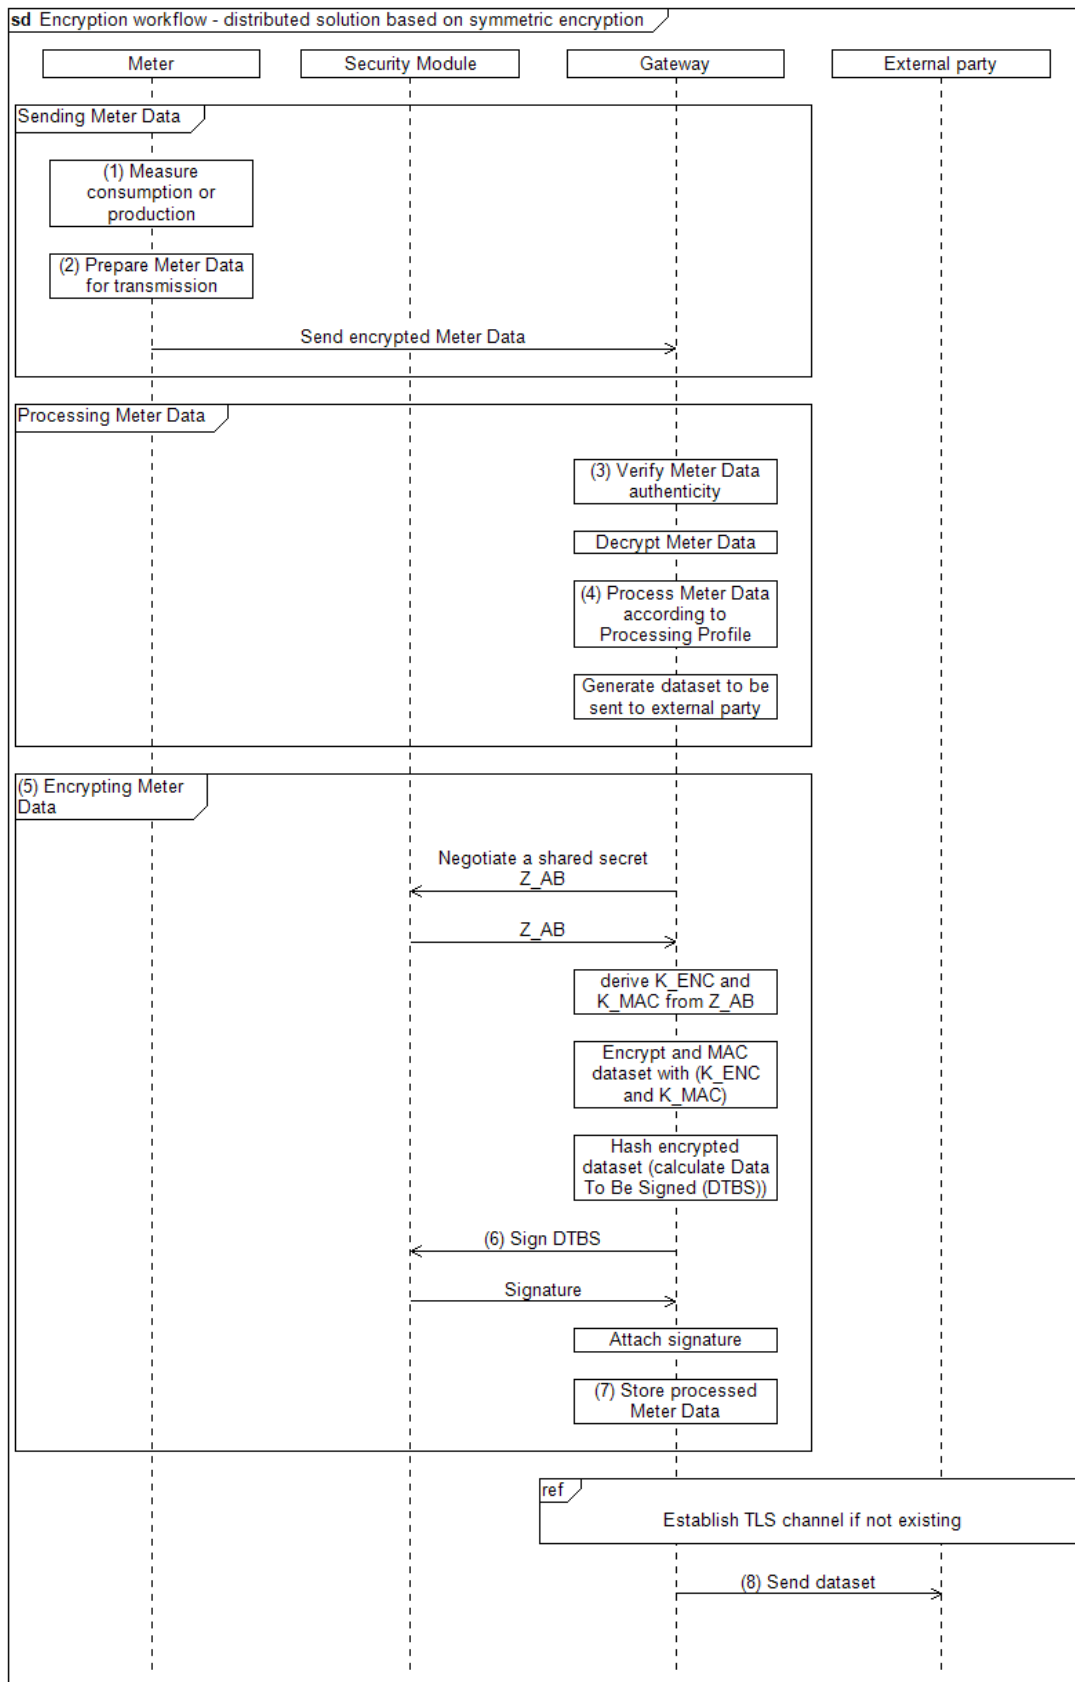 sd Encryption workflow - distributed solution based on symmetric encryption
Meter
Security Module
Gateway
External party
Sending Meter Data
(1) Measure
consumption or
production
(2) Prepare Meter Data
for transmission
Send encrypted Meter Data
Processing Meter Data
(3) Verify Meter Data
authenticity
Decrypt Meter Data
(4) Process Meter Data
according to
Processing Profile
Generate dataset to be
sent to external party
(5) Encrypting Meter
Data
Negotiate a shared secret
Z_AB
Z_AB
derive K_ENC and
K_MAC from Z_AB
Encrypt and MAC
dataset with (K_ENC
and K_MAC)
Hash encrypted
dataset (calculate Data
To Be Signed (DTBS))
(6) Sign DTBS
Signature
Attach signature
(7) Store processed
Meter Data
ref
Establish TLS channel if not existing
(8) Send dataset